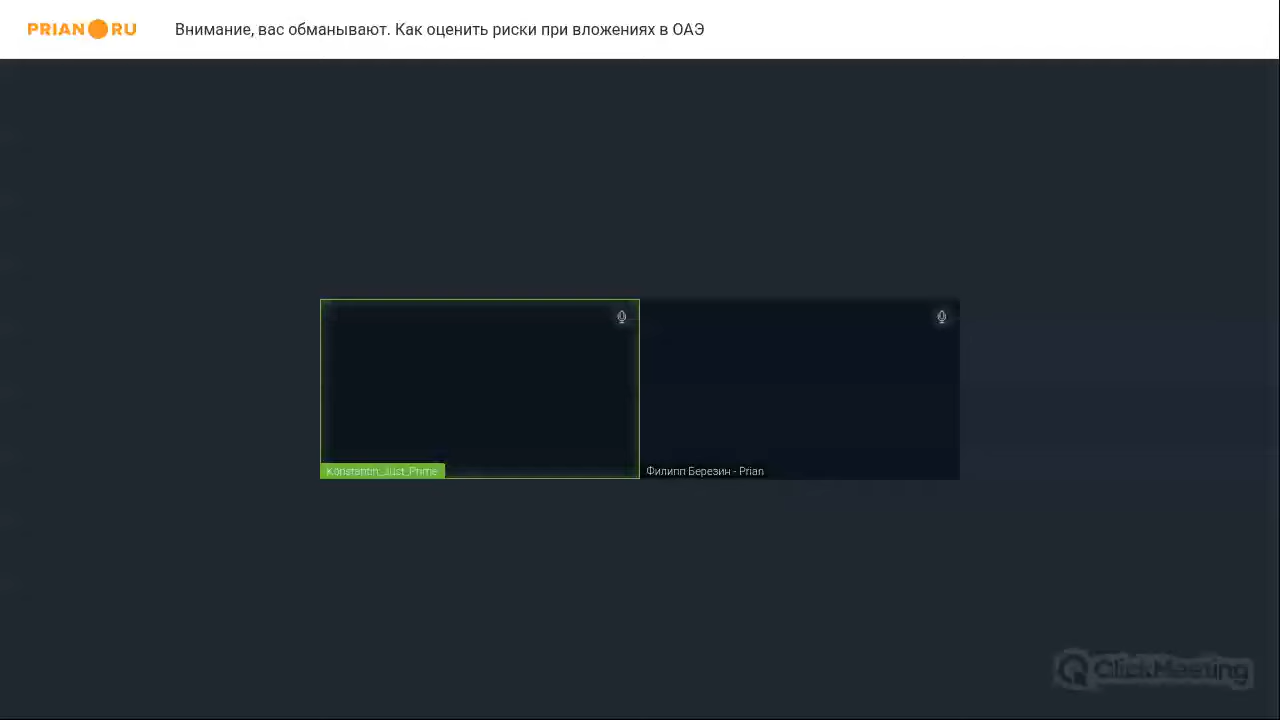 PRIAN RU
Внимание, вас обманывают. Как оценить риски при вложениях в ОАЭ
Konstantin_Just_Prime
Филипп Березин - Prian
ClickMeeting